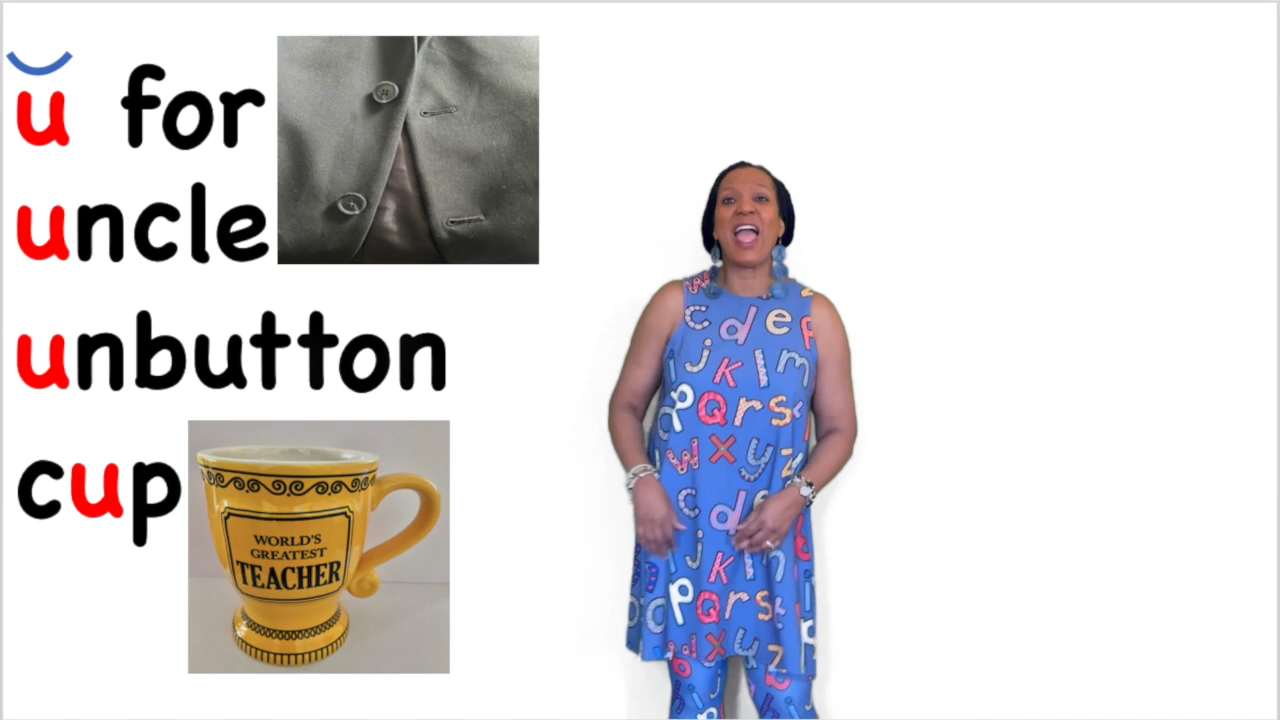 ŭ for
uncle
unbutton
cup
WORLD'S
GREATEST
TEACHER
w z
c d e f
i j k l m
p Q r s t
w x y z
c d e
j k l m
p Q r s t
w x y z